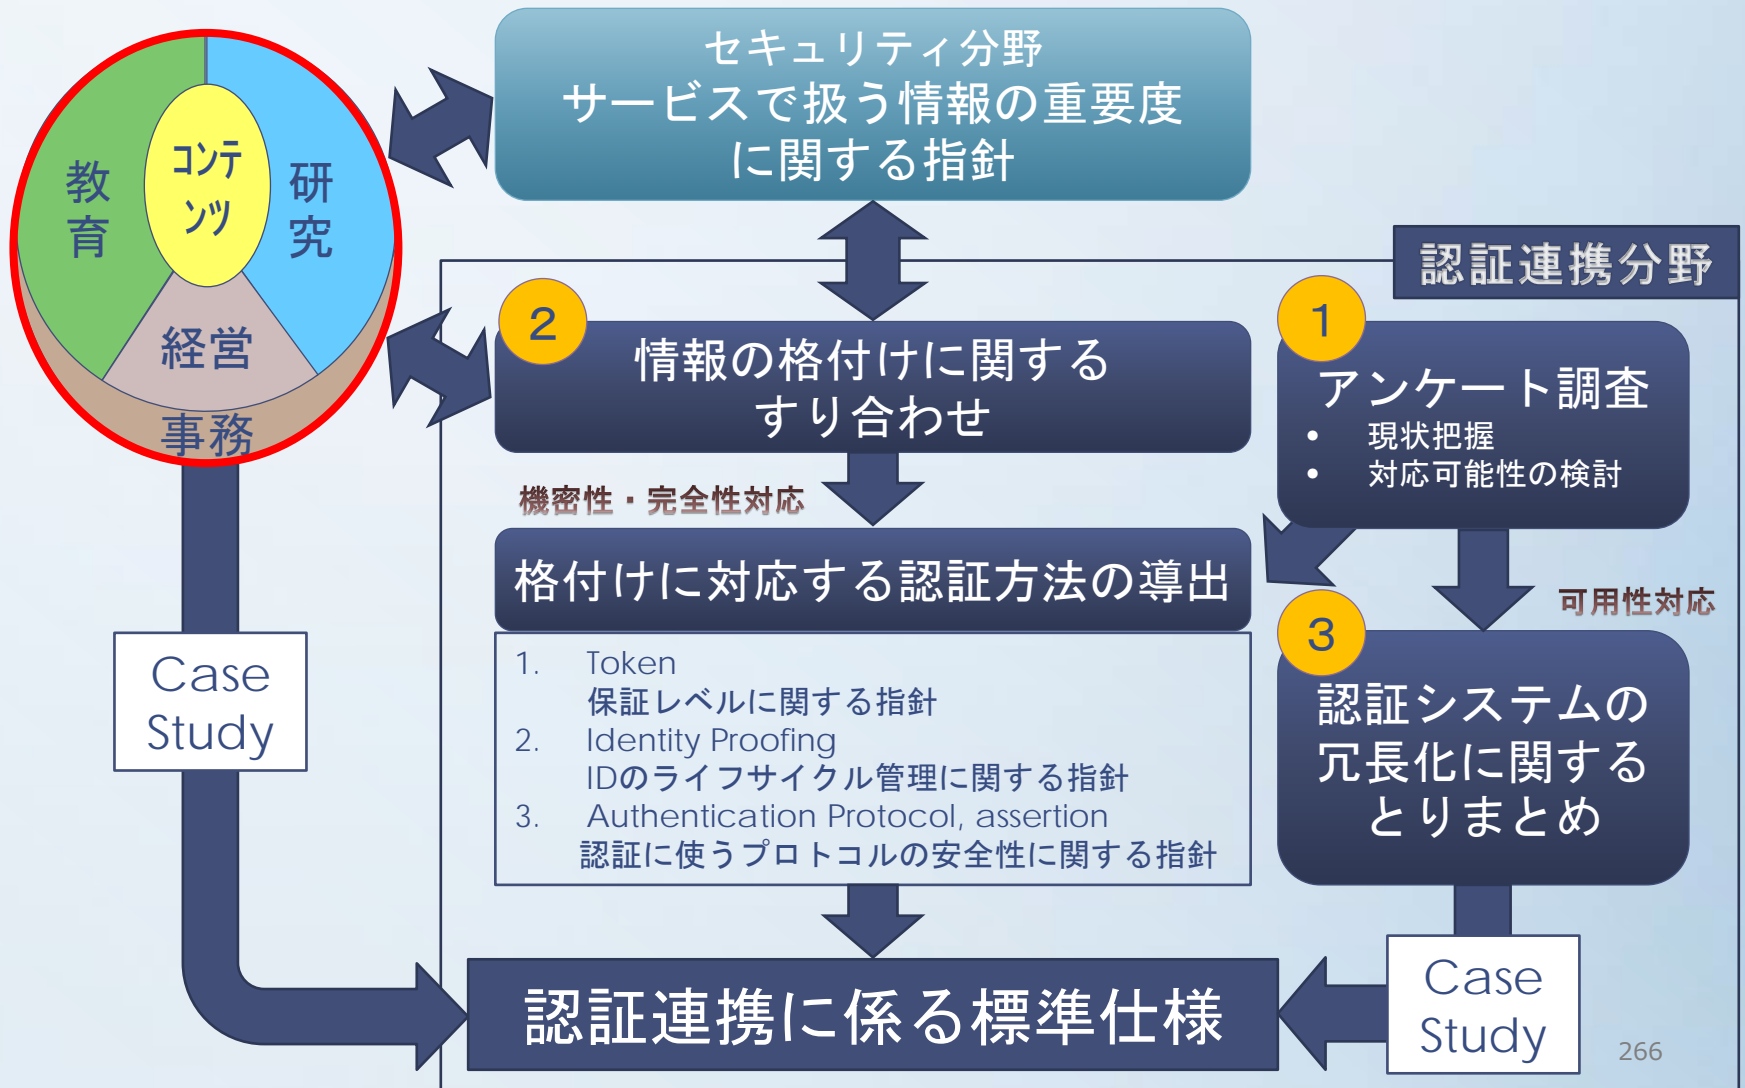 セキュリティ分野
サービスで扱う情報の重要度
に関する指針
教
育
コンテ
ンツ
研
究
経営
事務
認証連携分野
2
情報の格付けに関する
すり合わせ
1
アンケート調査
• 現状把握
• 対応可能性の検討
機密性・完全性対応
格付けに対応する認証方法の導出
可用性対応
1. Token
保証レベルに関する指針
2. Identity Proofing
IDのライフサイクル管理に関する指針
3. Authentication Protocol, assertion
認証に使うプロトコルの安全性に関する指針
3
認証システムの
冗長化に関する
とりまとめ
Case
Study
認証連携に係る標準仕様
Case
Study
266